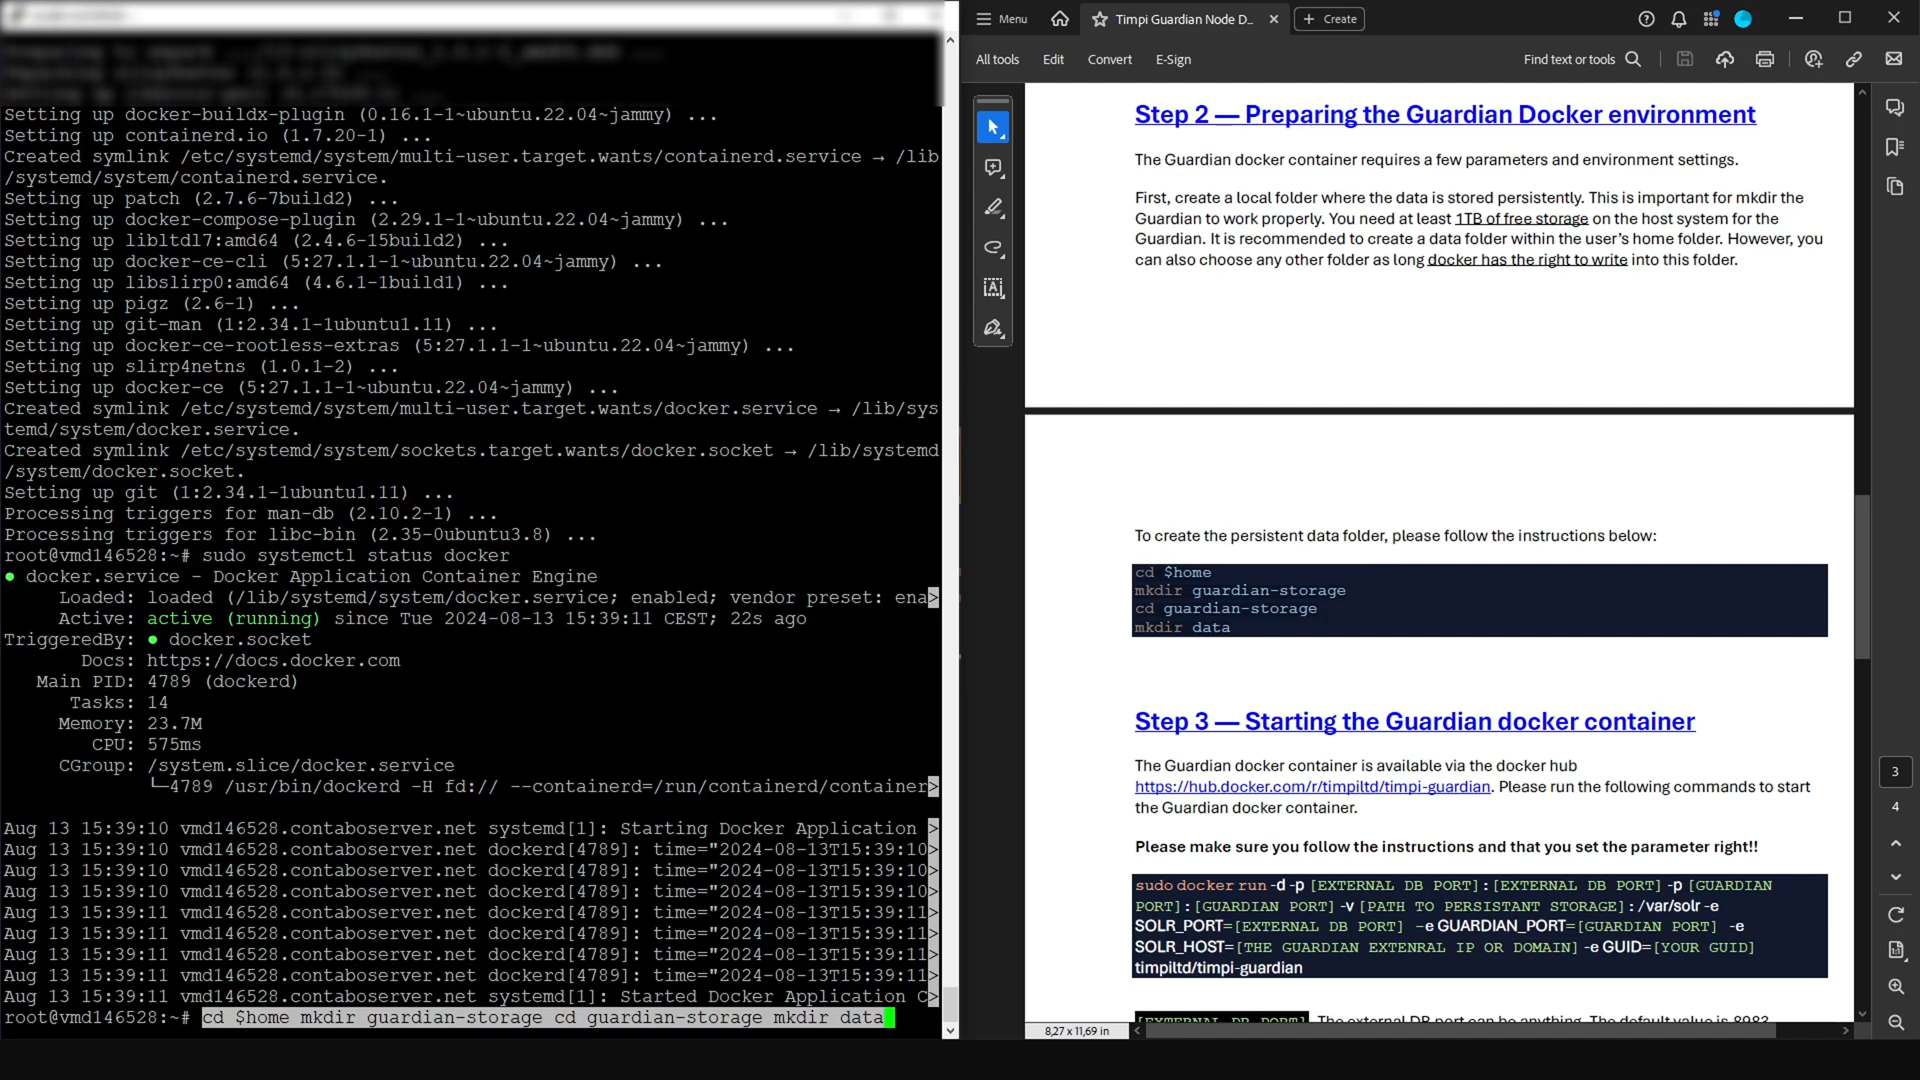 Setting up docker-buildx-plugin (0.16.1-1~ubuntu.22.04~jammy) ...
Setting up containerd.io (1.7.20-1) ...
Created symlink /etc/systemd/system/multi-user.target.wants/containerd.service → /lib
/systemd/system/containerd.service.
Setting up patch (2.7.6-7build2) ...
Setting up docker-compose-plugin (2.29.1-1~ubuntu.22.04~jammy) ...
Setting up libltdl7:amd64 (2.4.6-15build2) ...
Setting up docker-ce-cli (5:27.1.1-1~ubuntu.22.04~jammy) ...
Setting up libslirp0:amd64 (4.6.1-1build1) ...
Setting up pigz (2.6-1) ...
Setting up git-man (1:2.34.1-1ubuntu1.11) ...
Setting up docker-ce-rootless-extras (5:27.1.1-1~ubuntu.22.04~jammy) ...
Setting up slirp4netns (1.0.1-2) ...
Setting up docker-ce (5:27.1.1-1~ubuntu.22.04~jammy) ...
Created symlink /etc/systemd/system/multi-user.target.wants/docker.service → /lib/sys
temd/system/docker.service.
Created symlink /etc/systemd/system/sockets.target.wants/docker.socket → /lib/systemd
/system/docker.socket.
Setting up git (1:2.34.1-1ubuntu1.11) ...
Processing triggers for man-db (2.10.2-1) ...
Processing triggers for libc-bin (2.35-0ubuntu3.8) ...
root@vmd146528:~# sudo systemctl status docker
● docker.service - Docker Application Container Engine
Loaded: loaded (/lib/systemd/system/docker.service; enabled; vendor preset: ena>
Active: active (running) since Tue 2024-08-13 15:39:11 CEST; 22s ago
TriggeredBy: ● docker.socket
Docs: https://docs.docker.com
Main PID: 4789 (dockerd)
Tasks: 14
Memory: 23.7M
CPU: 575ms
CGroup: /system.slice/docker.service
└─4789 /usr/bin/dockerd -H fd:// --containerd=/run/containerd/container>
Aug 13 15:39:10 vmd146528.contaboserver.net systemd[1]: Starting Docker Application >
Aug 13 15:39:10 vmd146528.contaboserver.net dockerd[4789]: time="2024-08-13T15:39:10>
Aug 13 15:39:10 vmd146528.contaboserver.net dockerd[4789]: time="2024-08-13T15:39:10>
Aug 13 15:39:10 vmd146528.contaboserver.net dockerd[4789]: time="2024-08-13T15:39:10>
Aug 13 15:39:11 vmd146528.contaboserver.net dockerd[4789]: time="2024-08-13T15:39:11>
Aug 13 15:39:11 vmd146528.contaboserver.net dockerd[4789]: time="2024-08-13T15:39:11>
Aug 13 15:39:11 vmd146528.contaboserver.net dockerd[4789]: time="2024-08-13T15:39:11>
Aug 13 15:39:11 vmd146528.contaboserver.net dockerd[4789]: time="2024-08-13T15:39:11>
Aug 13 15:39:11 vmd146528.contaboserver.net systemd[1]: Started Docker Application C>
root@vmd146528:~# cd $home mkdir guardian-storage cd guardian-storage mkdir data
Menu
Timpi Guardian Node D...
Create
All tools
Edit
Convert
E-Sign
Find text or tools
Step 2 — Preparing the Guardian Docker environment
The Guardian docker container requires a few parameters and environment settings.
First, create a local folder where the data is stored persistently. This is important for mkdir the
Guardian to work properly. You need at least 1TB of free storage on the host system for the
Guardian. It is recommended to create a data folder within the user's home folder. However, you
can also choose any other folder as long docker has the right to write into this folder.
To create the persistent data folder, please follow the instructions below:
cd $home
mkdir guardian-storage
cd guardian-storage
mkdir data
Step 3 — Starting the Guardian docker container
The Guardian docker container is available via the docker hub
https://hub.docker.com/r/timpiltd/timpi-guardian. Please run the following commands to start
the Guardian docker container.
Please make sure you follow the instructions and that you set the parameter right!!
sudo docker run -d -p [EXTERNAL DB PORT]:[EXTERNAL DB PORT] -p [GUARDIAN
PORT]:[GUARDIAN PORT] -v [PATH TO PERSISTANT STORAGE]:/var/solr -e
SOLR_PORT=[EXTERNAL DB PORT] -e GUARDIAN_PORT=[GUARDIAN PORT] -e
SOLR_HOST=[THE GUARDIAN EXTENRAL IP OR DOMAIN] -e GUID=[YOUR GUID]
timpiltd/timpi-guardian
[EXTERNAL DB PORT] The external DB port can be anything. The default value is 8983
8,27 x 11,69 in
3
4